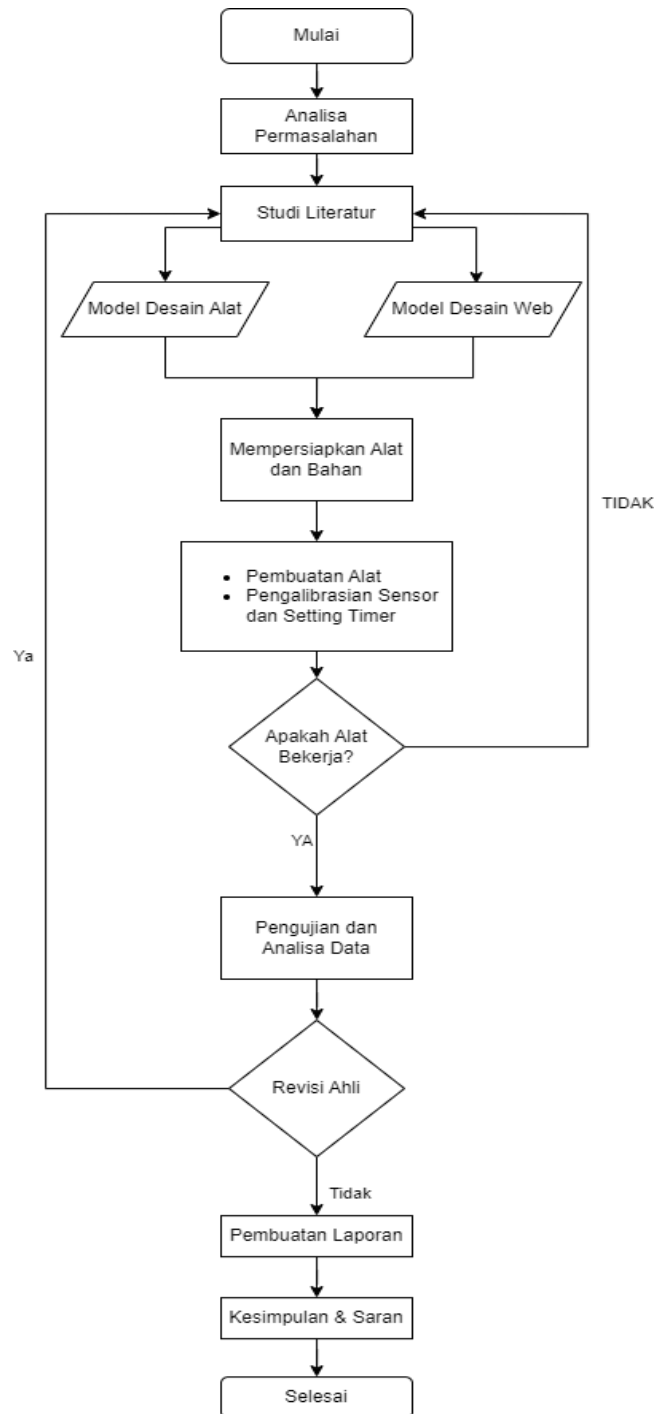 Mulai
Analisa
Permasalahan
Studi Literatur
Model Desain Alat
Model Desain Web
Mempersiapkan Alat
dan Bahan
TIDAK
• Pembuatan Alat
• Pengalibrasian Sensor
dan Setting Timer
Ya
Apakah Alat
Bekerja?
YA
Pengujian dan
Analisa Data
Revisi Ahli
Tidak
Pembuatan Laporan
Kesimpulan & Saran
Selesai